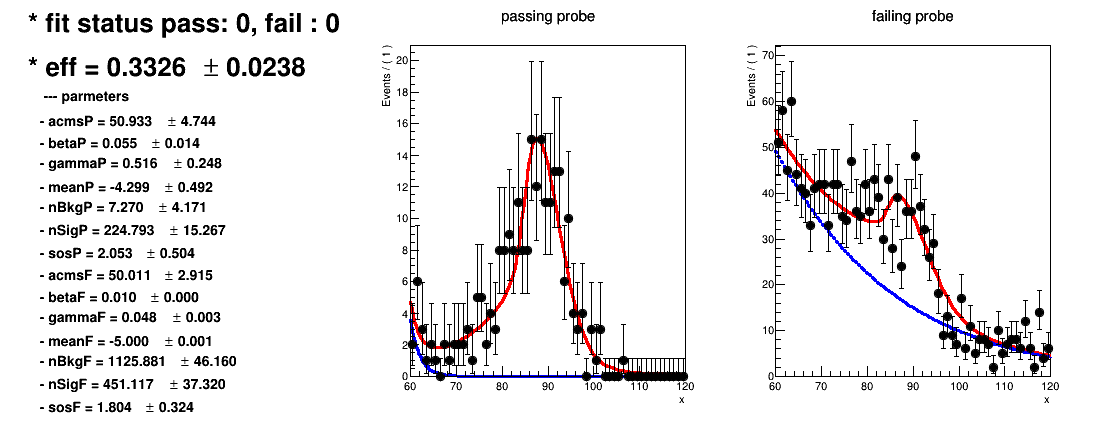 * fit status pass: 0, fail : 0
* eff = 0.3326 ± 0.0238
--- parmeters
- acmsP = 50.933 ± 4.744
- betaP = 0.055 ± 0.014
- gammaP = 0.516 ± 0.248
- meanP = -4.299 ± 0.492
- nBkgP = 7.270 ± 4.171
- nSigP = 224.793 ± 15.267
- sosP = 2.053 ± 0.504
- acmsF = 50.011 ± 2.915
- betaF = 0.010 ± 0.000
- gammaF = 0.048 ± 0.003
- meanF = -5.000 ± 0.001
- nBkgF = 1125.881 ± 46.160
- nSigF = 451.117 ± 37.320
- sosF = 1.804 ± 0.324
passing probe
Events / ( 1 )
20
18
16
14
12
10
8
6
4
2
0
60 70 80 90 100 110 120
x
failing probe
Events / ( 1 )
70
60
50
40
30
20
10
0
60 70 80 90 100 110 120
x